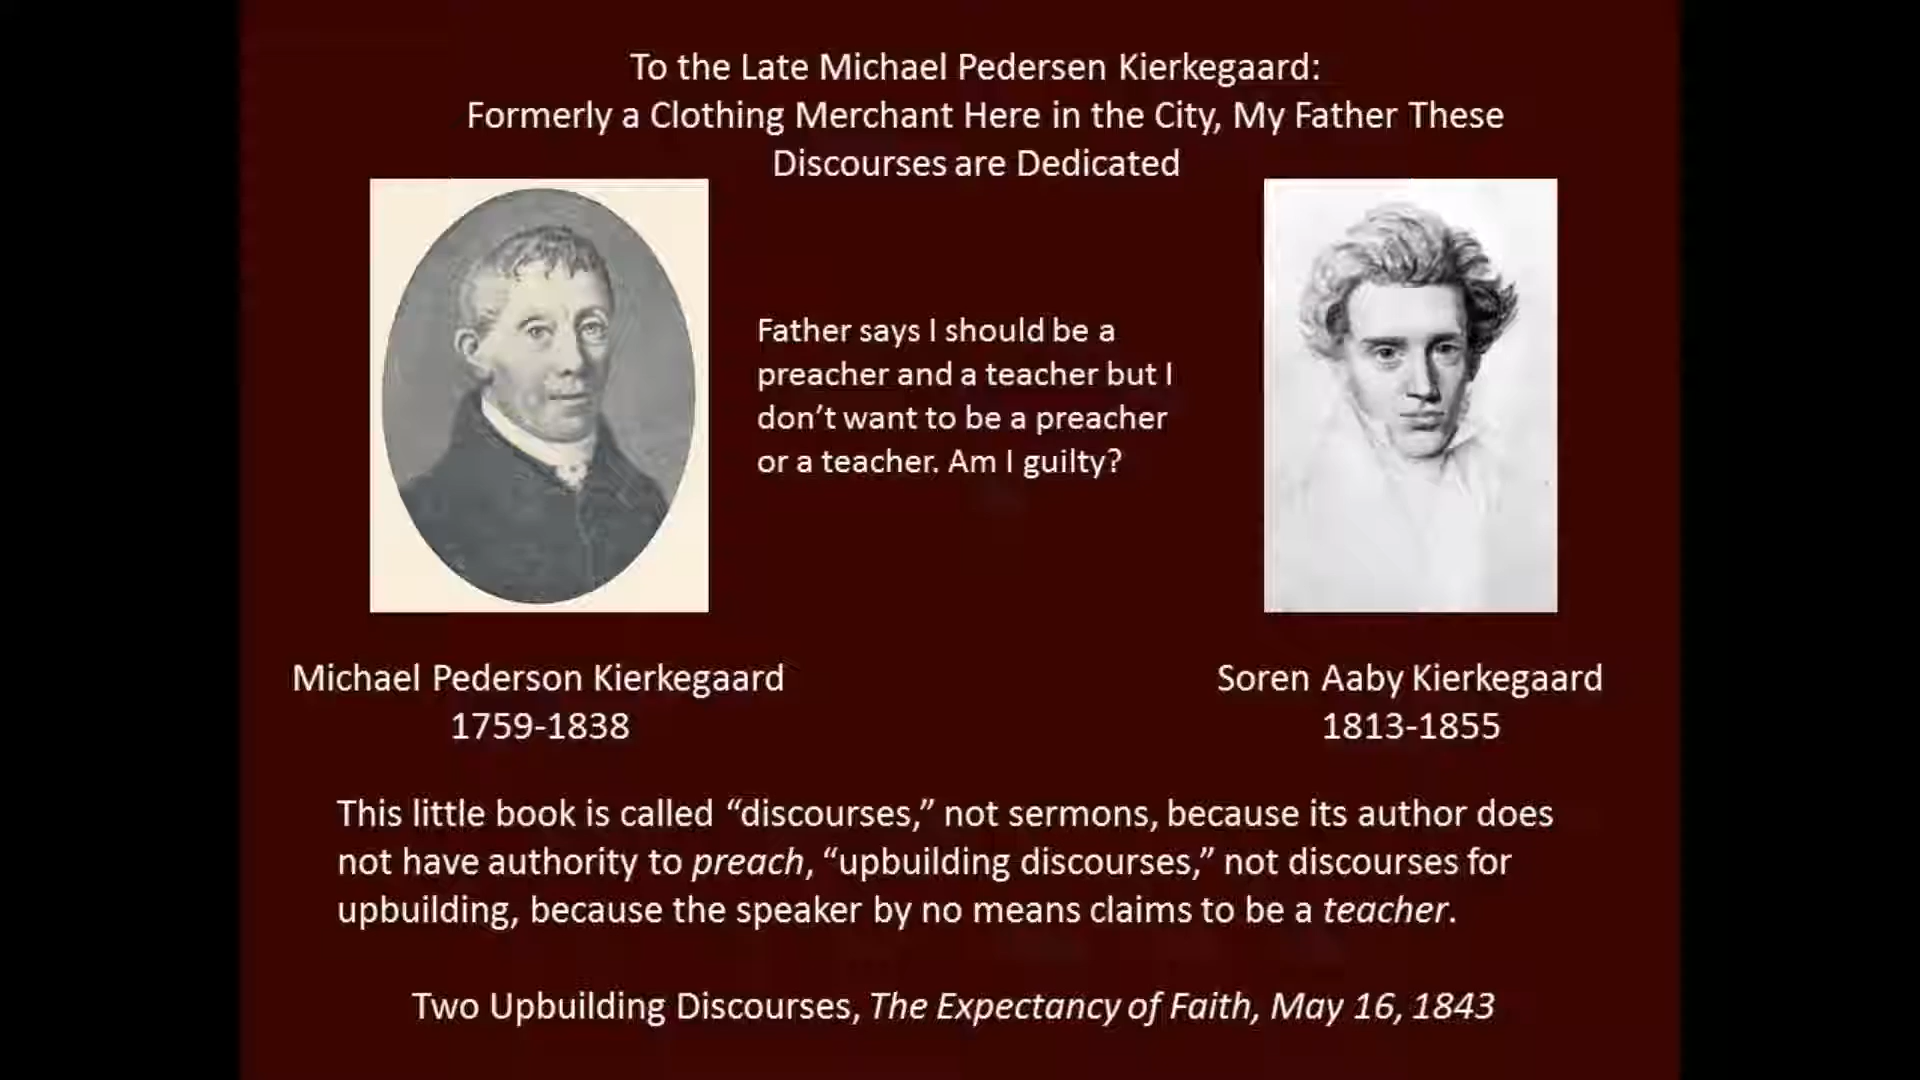 To the Late Michael Pedersen Kierkegaard:
Formerly a Clothing Merchant Here in the City, My Father These
Discourses are Dedicated
Father says I should be a
preacher and a teacher but I
don’t want to be a preacher
or a teacher. Am I guilty?
Michael Pederson Kierkegaard
1759-1838
Soren Aaby Kierkegaard
1813-1855
This little book is called “discourses,” not sermons, because its author does
not have authority to preach, “upbuilding discourses,” not discourses for
upbuilding, because the speaker by no means claims to be a teacher.
Two Upbuilding Discourses, The Expectancy of Faith, May 16, 1843